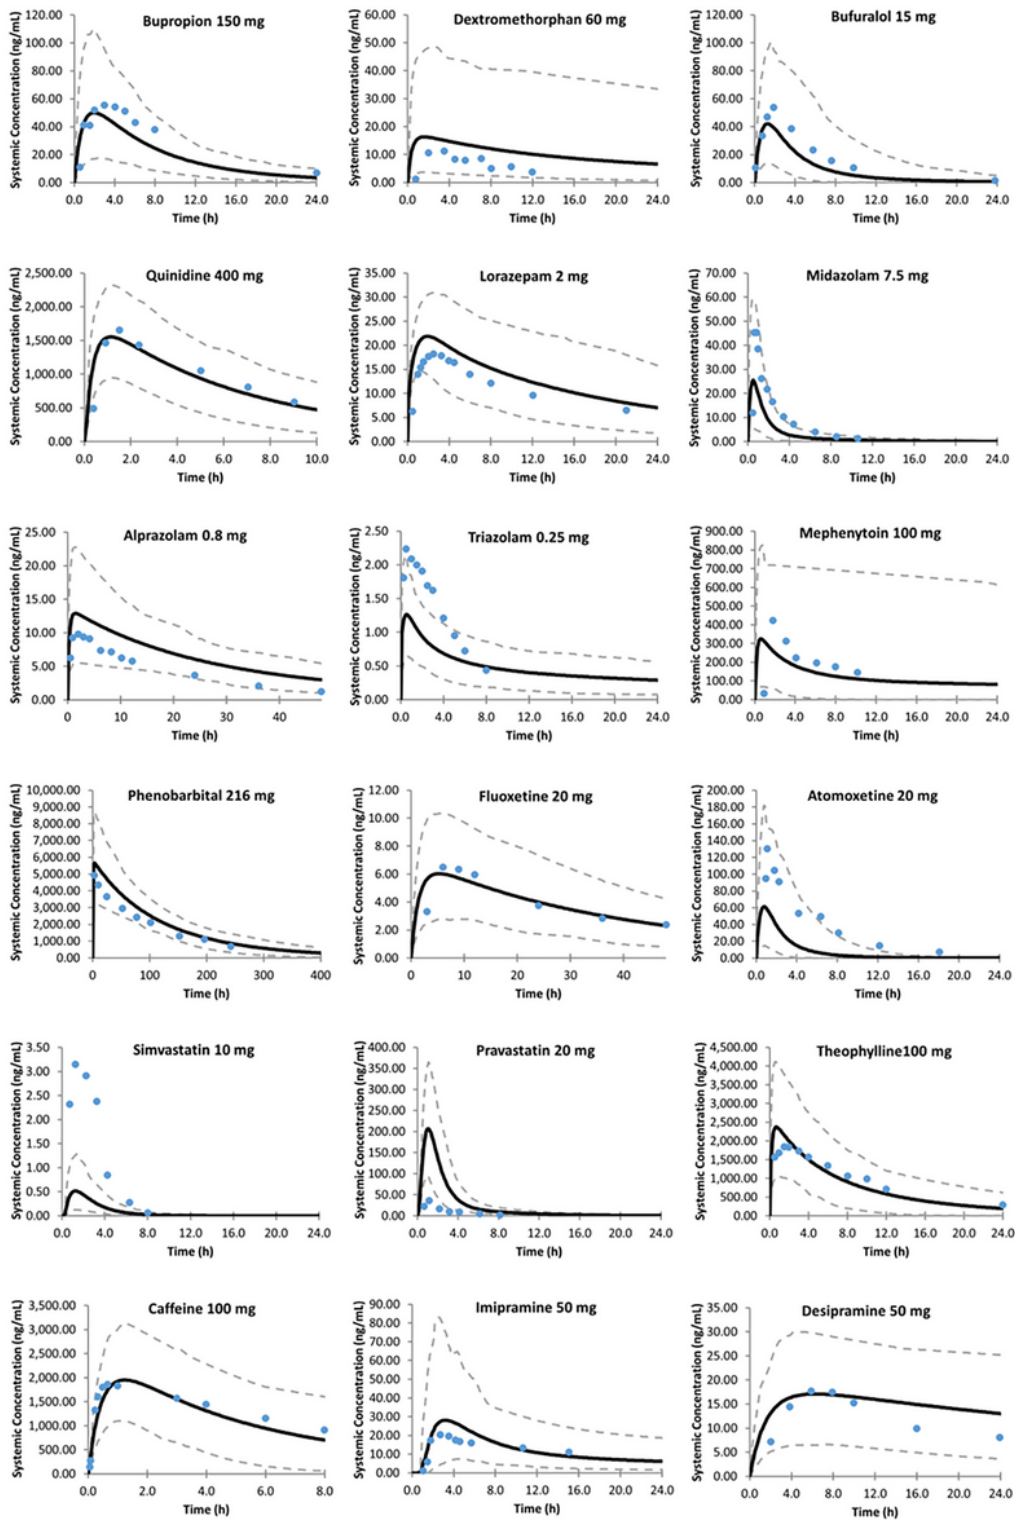 Bupropion 150 mg
Systemic Concentration (ng/mL)
120.00
100.00
80.00
60.00
40.00
20.00
0.00
0.0 4.0 8.0 12.0 16.0 20.0 24.0
Time (h)
Dextromethorphan 60 mg
Systemic Concentration (ng/mL)
60.00
50.00
40.00
30.00
20.00
10.00
0.00
0.0 4.0 8.0 12.0 16.0 20.0 24.0
Time (h)
Bufuralol 15 mg
Systemic Concentration (ng/mL)
120.00
100.00
80.00
60.00
40.00
20.00
0.00
0.0 4.0 8.0 12.0 16.0 20.0 24.0
Time (h)
Quinidine 400 mg
Systemic Concentration (ng/mL)
2,500.00
2,000.00
1,500.00
1,000.00
500.00
0.00
0.0 2.0 4.0 6.0 8.0 10.0
Time (h)
Lorazepam 2 mg
Systemic Concentration (ng/mL)
35.00
30.00
25.00
20.00
15.00
10.00
5.00
0.00
0.0 4.0 8.0 12.0 16.0 20.0 24.0
Time (h)
Midazolam 7.5 mg
Systemic Concentration (ng/mL)
70.00
60.00
50.00
40.00
30.00
20.00
10.00
0.00
0.0 4.0 8.0 12.0 16.0 20.0 24.0
Time (h)
Alprazolam 0.8 mg
Systemic Concentration (ng/mL)
25.00
20.00
15.00
10.00
5.00
0.00
0 10 20 30 40
Time (h)
Triazolam 0.25 mg
Systemic Concentration (ng/mL)
2.50
2.00
1.50
1.00
0.50
0.00
0.0 4.0 8.0 12.0 16.0 20.0 24.0
Time (h)
Mephenytoin 100 mg
Systemic Concentration (ng/mL)
900.00
800.00
700.00
600.00
500.00
400.00
300.00
200.00
100.00
0.00
0.0 4.0 8.0 12.0 16.0 20.0 24.0
Time (h)
Phenobarbital 216 mg
Systemic Concentration (ng/mL)
10,000.00
9,000.00
8,000.00
7,000.00
6,000.00
5,000.00
4,000.00
3,000.00
2,000.00
1,000.00
0.00
0 100 200 300 400
Time (h)
Fluoxetine 20 mg
Systemic Concentration (ng/mL)
12.00
10.00
8.00
6.00
4.00
2.00
0.00
0 10 20 30 40
Time (h)
Atomoxetine 20 mg
Systemic Concentration (ng/mL)
200.00
180.00
160.00
140.00
120.00
100.00
80.00
60.00
40.00
20.00
0.00
0.0 4.0 8.0 12.0 16.0 20.0 24.0
Time (h)
Simvastatin 10 mg
Systemic Concentration (ng/mL)
3.50
3.00
2.50
2.00
1.50
1.00
0.50
0.00
0.0 4.0 8.0 12.0 16.0 20.0 24.0
Time (h)
Pravastatin 20 mg
Systemic Concentration (ng/mL)
400.00
350.00
300.00
250.00
200.00
150.00
100.00
50.00
0.00
0.0 4.0 8.0 12.0 16.0 20.0 24.0
Time (h)
Theophylline100 mg
Systemic Concentration (ng/mL)
4,500.00
4,000.00
3,500.00
3,000.00
2,500.00
2,000.00
1,500.00
1,000.00
500.00
0.00
0.0 4.0 8.0 12.0 16.0 20.0 24.0
Time (h)
Caffeine 100 mg
Systemic Concentration (ng/mL)
3,500.00
3,000.00
2,500.00
2,000.00
1,500.00
1,000.00
500.00
0.00
0.0 2.0 4.0 6.0 8.0
Time (h)
Imipramine 50 mg
Systemic Concentration (ng/mL)
90.00
80.00
70.00
60.00
50.00
40.00
30.00
20.00
10.00
0.00
0.0 4.0 8.0 12.0 16.0 20.0 24.0
Time (h)
Desipramine 50 mg
Systemic Concentration (ng/mL)
35.00
30.00
25.00
20.00
15.00
10.00
5.00
0.00
0.0 4.0 8.0 12.0 16.0 20.0 24.0
Time (h)